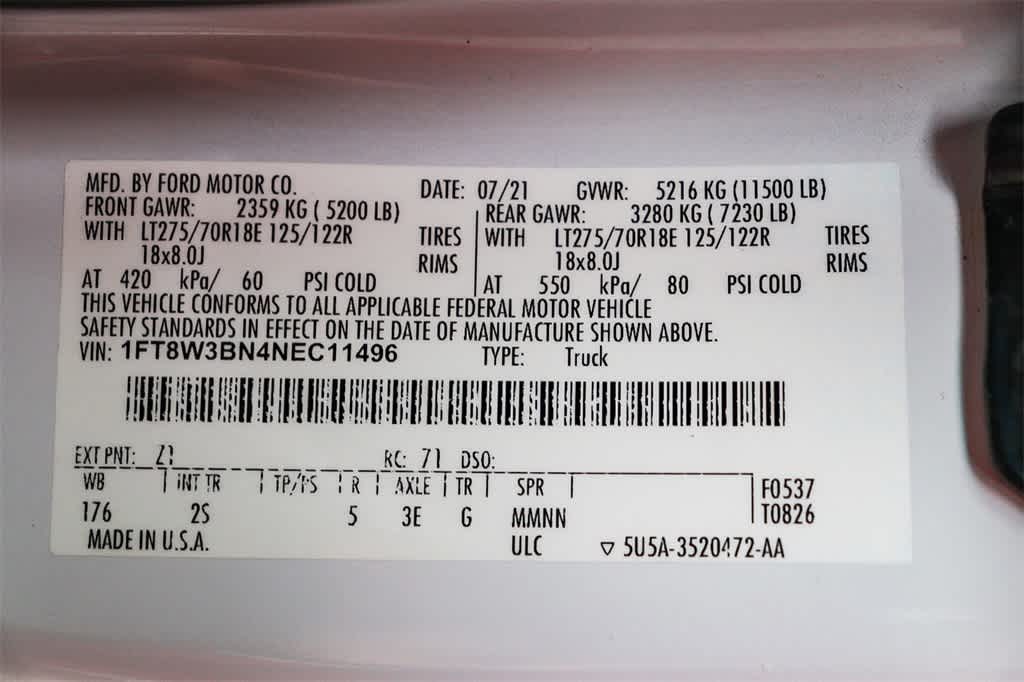 MFD. BY FORD MOTOR CO. DATE: 07/21 GVWR: 5216 KG (11500 LB)
FRONT GAWR: 2359 KG ( 5200 LB) REAR GAWR: 3280 KG ( 7230 LB)
WITH LT275/70R18E 125/122R TIRES WITH LT275/70R18E 125/122R TIRES
18x8.0J RIMS 18x8.0J RIMS
AT 420 kPa/ 60 PSI COLD AT 550 kPa/ 80 PSI COLD
THIS VEHICLE CONFORMS TO ALL APPLICABLE FEDERAL MOTOR VEHICLE
SAFETY STANDARDS IN EFFECT ON THE DATE OF MANUFACTURE SHOWN ABOVE.
VIN: 1FT8W3BN4NEC11496 TYPE: Truck
EXT PNT: Z1 RC: 71 DSO:
WB INT TR TP/PS R AXLE TR SPR F0537
176 2S 5 3E G MMNN T0826
MADE IN U.S.A. ULC ▽ 5U5A-3520472-AA